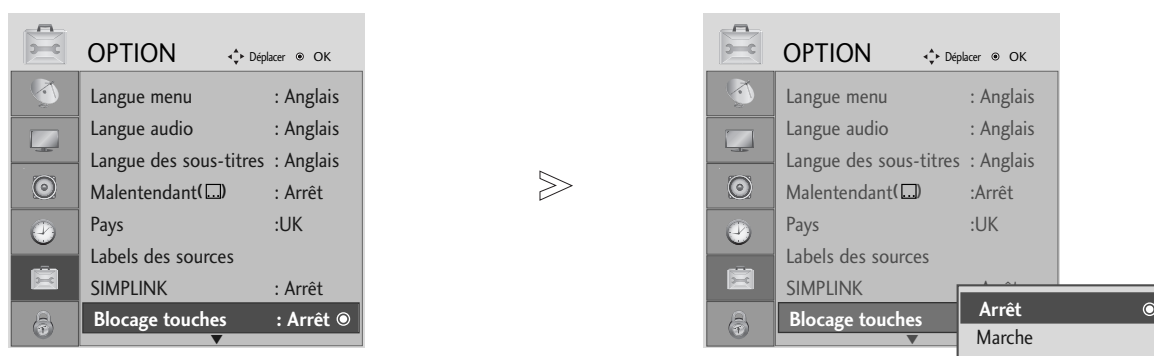 OPTION Déplacer OK
Langue menu : Anglais
Langue audio : Anglais
Langue des sous-titres : Anglais
Malentendant( ) : Arrêt
Pays :UK
Labels des sources
SIMPLINK : Arrêt
Blocage touches : Arrêt
OPTION Déplacer OK
Langue menu : Anglais
Langue audio : Anglais
Langue des sous-titres : Anglais
Malentendant( ) :Arrêt
Pays :UK
Labels des sources
SIMPLINK
Blocage touches
Arrêt
Marche